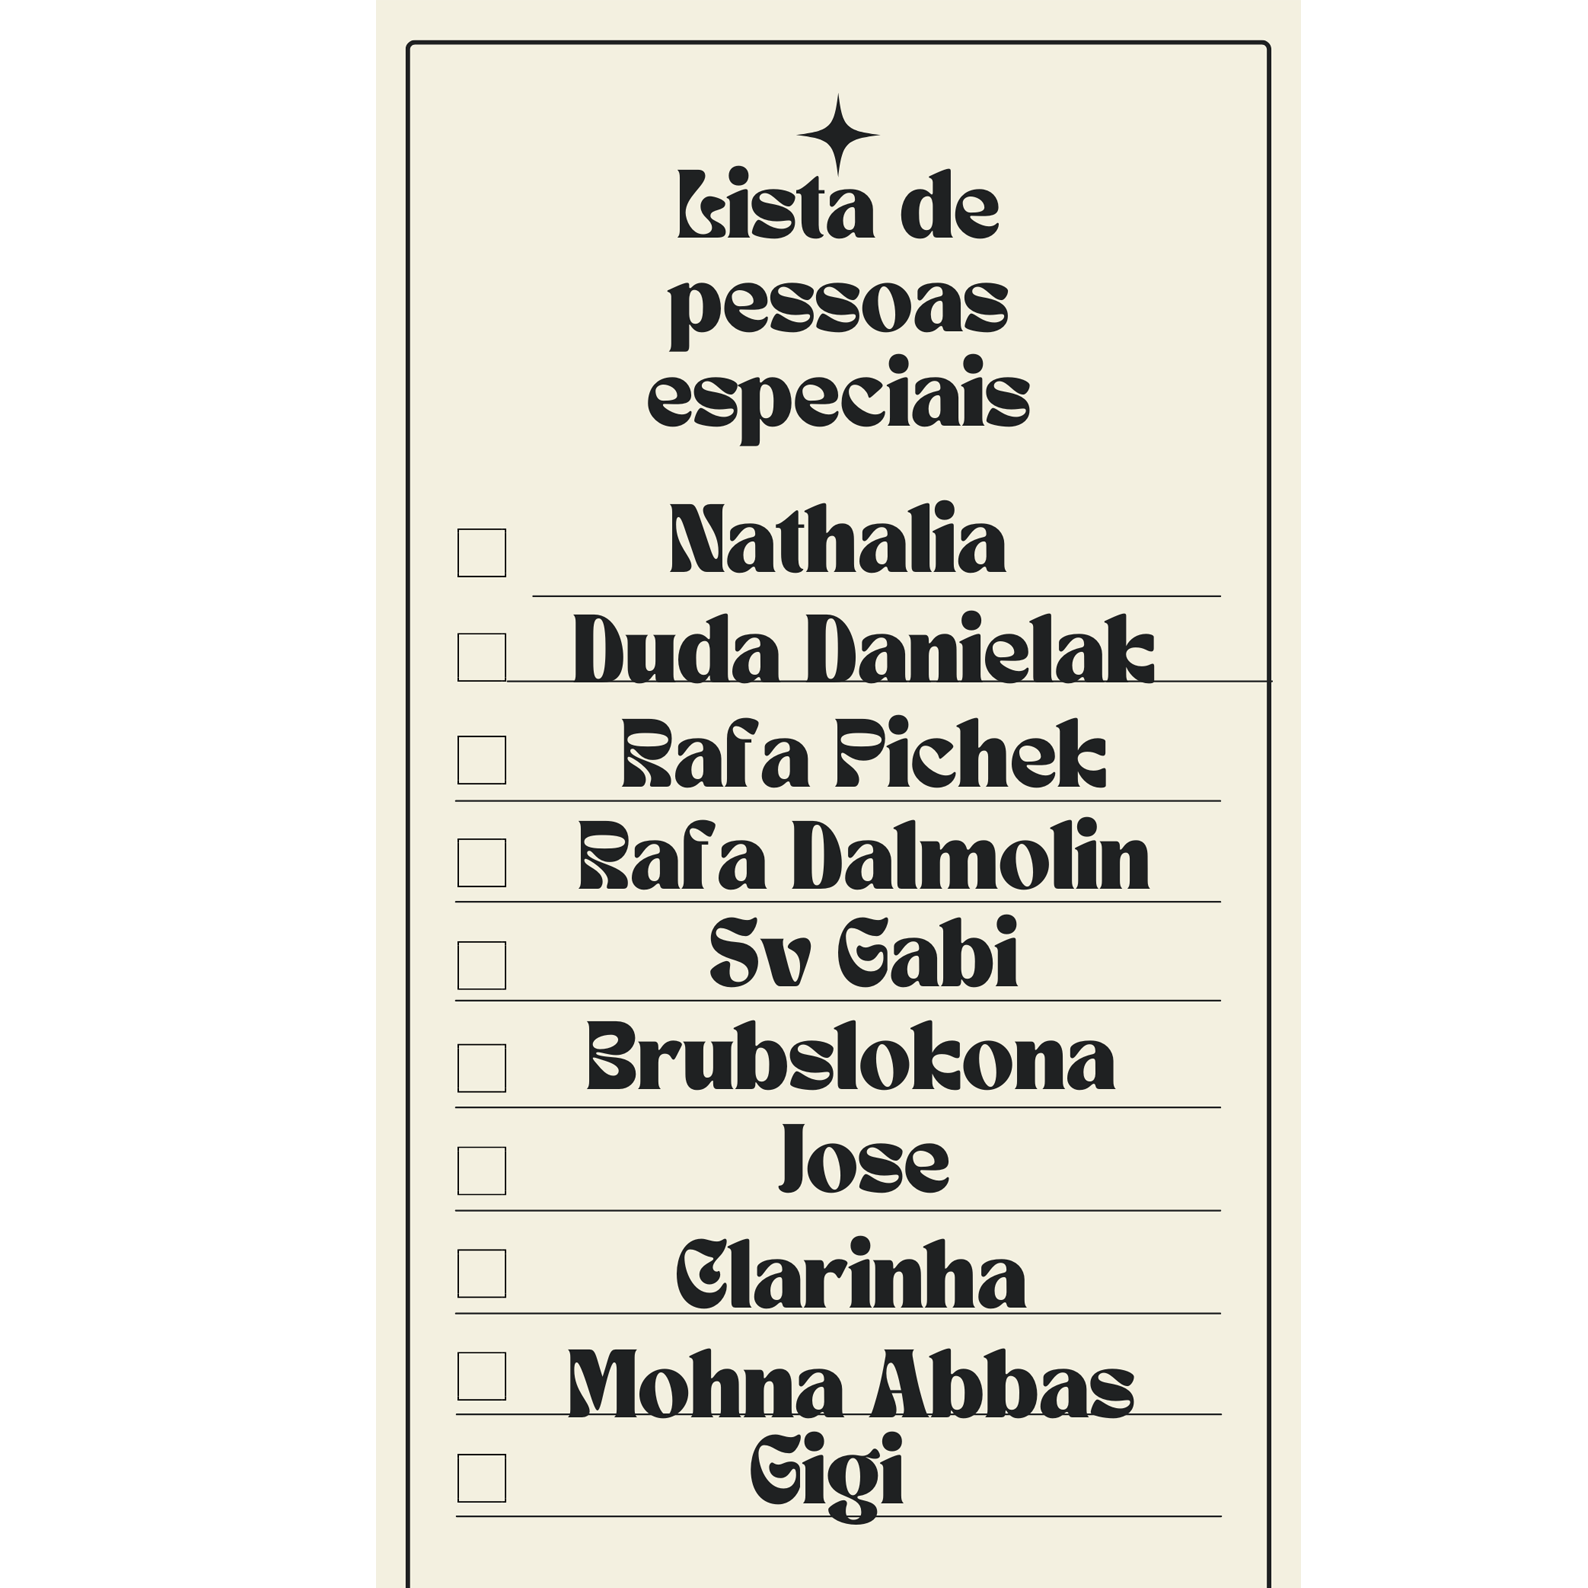 Lista de
pessoas
especiais
Nathalia
Duda Danielak
Rafa Pichek
Rafa Dalmolin
Sv Gabi
Brubslokona
Jose
Clarinha
Mohna Abbas
Gigi